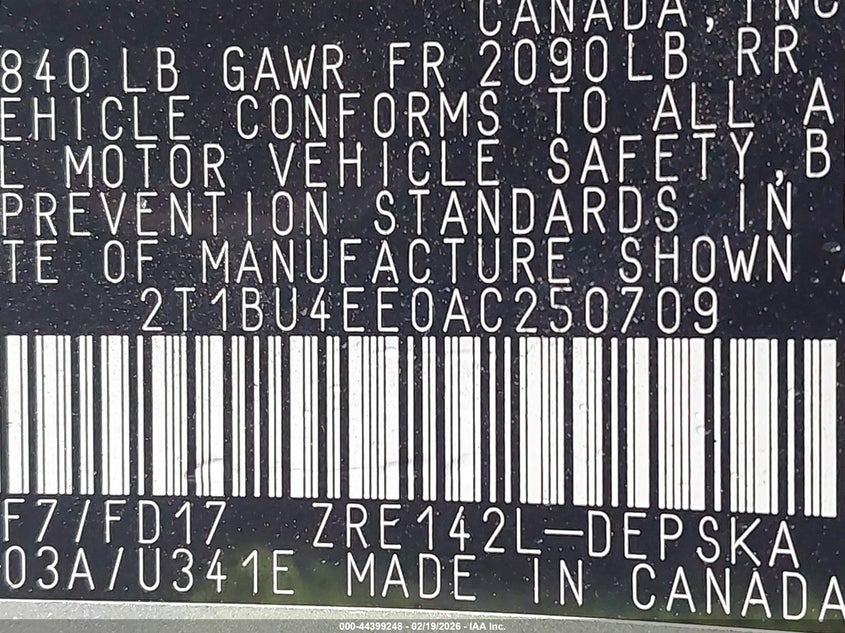 CANADA, INC
840 LB GAWR FR 2090LB RR
EHICLE CONFORMS TO ALL A
L MOTOR VEHICLE SAFETY, B
PREVENTION STANDARDS IN
TE OF MANUFACTURE SHOWN
2T1BU4EE0AC250709
F7/FD17 ZRE142L-DEPSKA
03A/U341E MADE IN CANADA
000-44399248 - 02/19/2026 - IAA Inc.